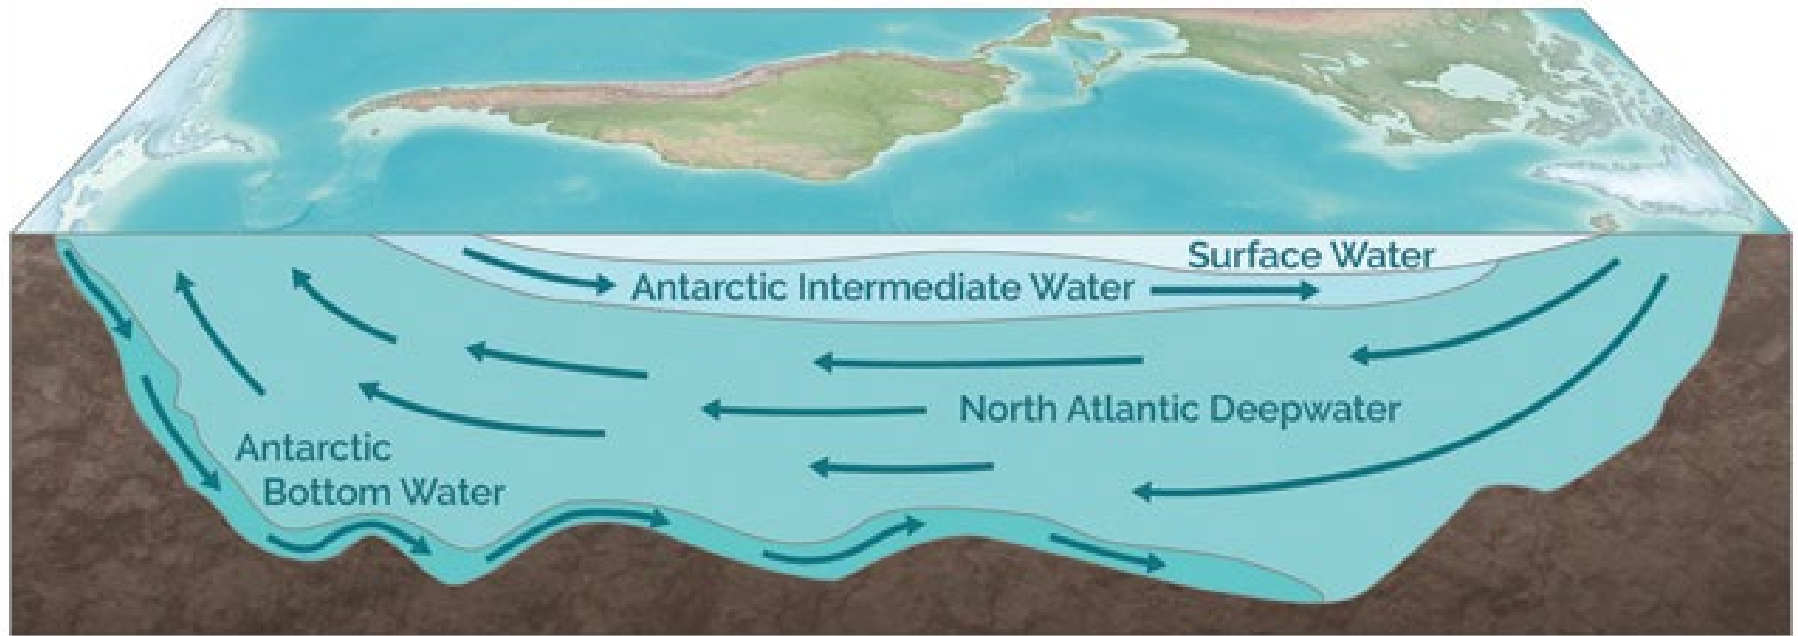 Surface Water
Antarctic Intermediate Water
North Atlantic Deepwater
Antarctic
Bottom Water